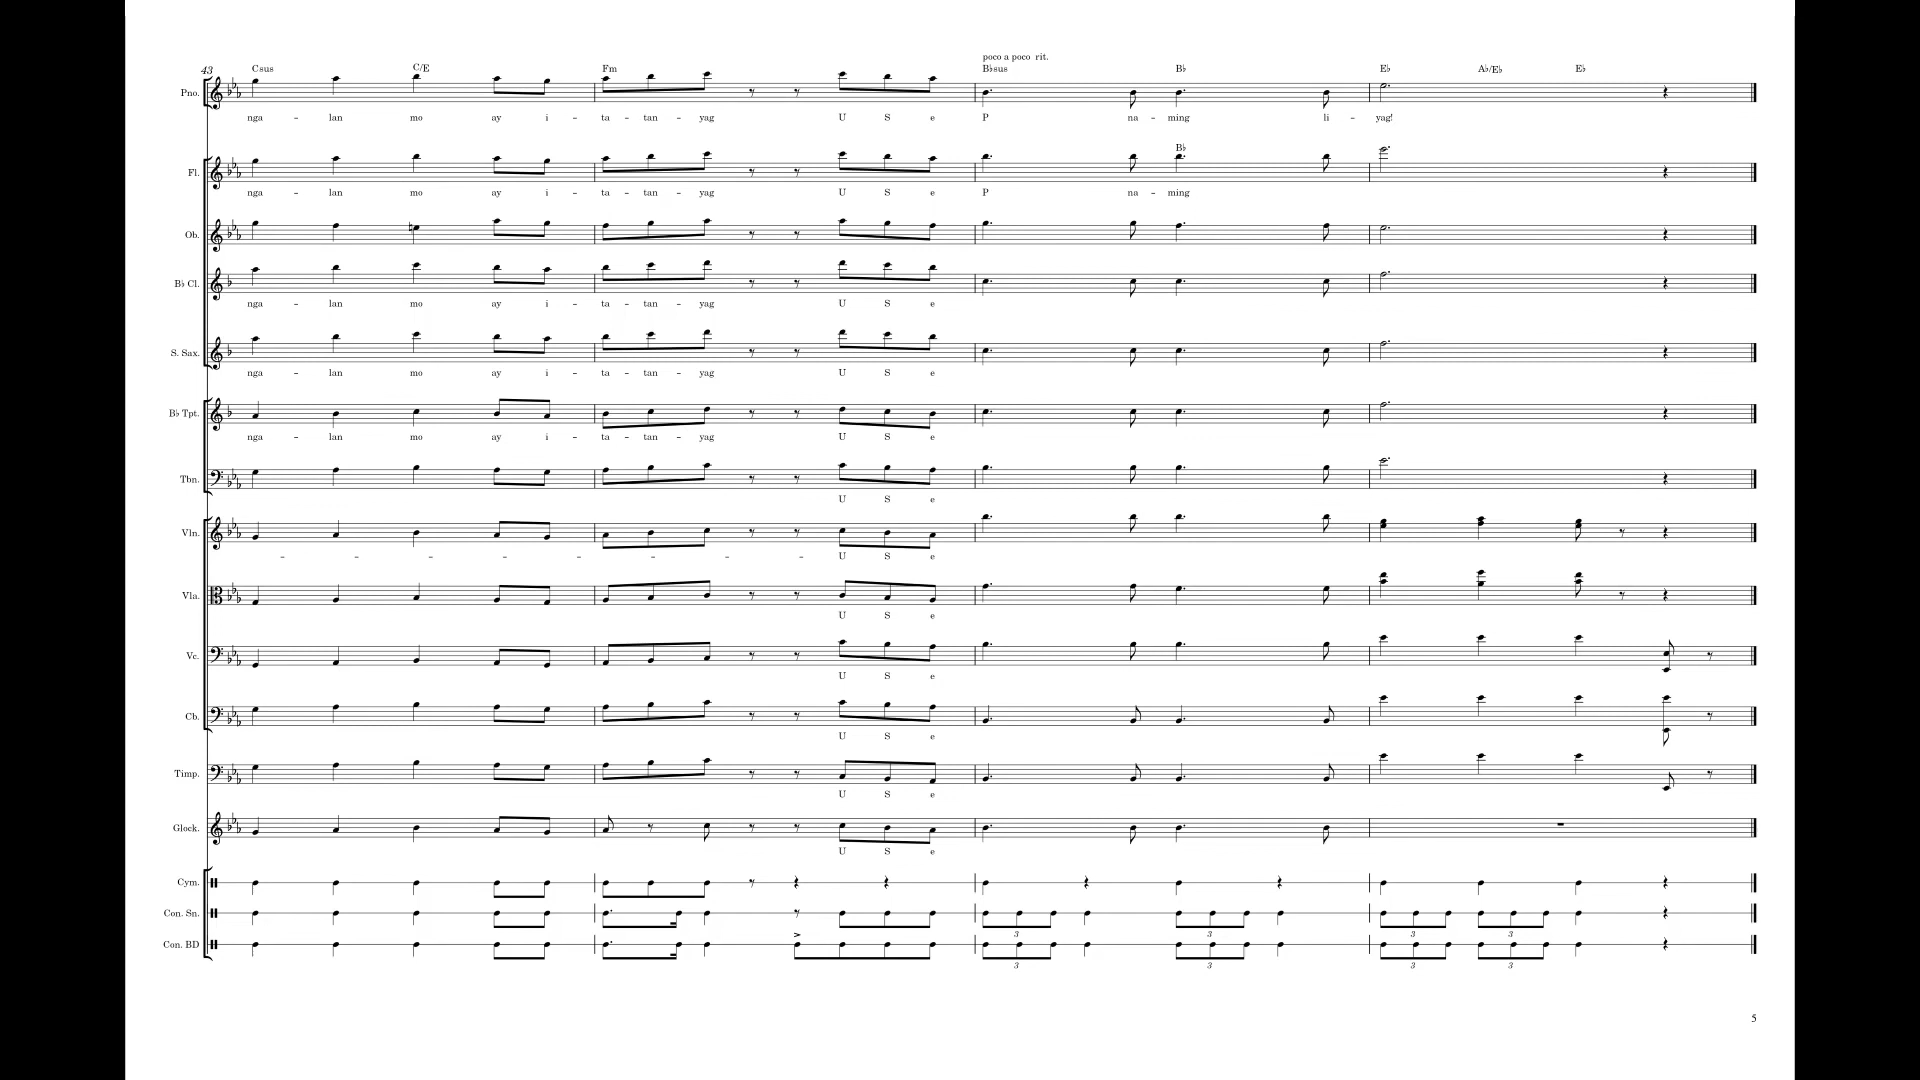 poco a poco rit.
43 Csus C/E Fm B♭sus B♭ E♭ A♭/E♭ E♭
Pno.
nga - lan mo ay i - ta - tan - yag U S e P na - ming li - yag!
B♭
Fl.
nga - lan mo ay i - ta - tan - yag U S e P na - ming
Ob.
B♭ Cl.
nga - lan mo ay i - ta - tan - yag U S e
S. Sax.
nga - lan mo ay i - ta - tan - yag U S e
B♭ Tpt.
nga - lan mo ay i - ta - tan - yag U S e
Tbn.
U S e
Vln.
- - - - - - - - U S e
Vla.
U S e
Vc.
U S e
Cb.
U S e
Timp.
U S e
Glock.
U S e
Cym.
Con. Sn.
3 3 3 3
Con. BD
3 3 3 3
5